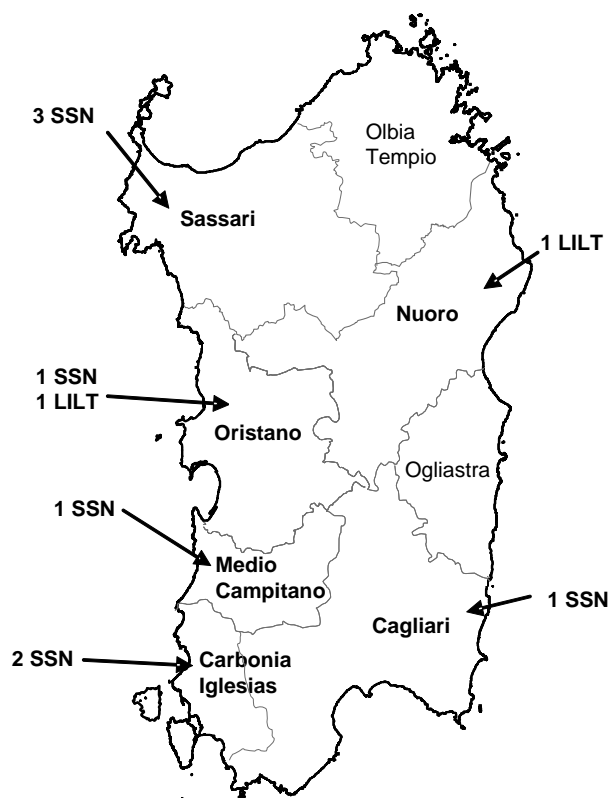 3 SSN
Olbia
Tempio
Sassari
1 LILT
Nuoro
1 SSN
1 LILT
Oristano
Ogliastra
1 SSN
Medio
Campitano
1 SSN
Cagliari
2 SSN
Carbonia
Iglesias